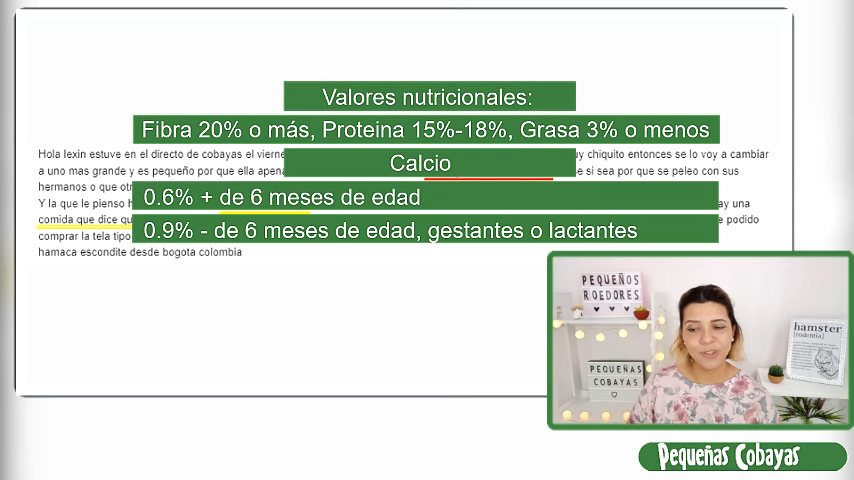 Valores nutricionales:
Fibra 20% o más, Proteina 15%-18%, Grasa 3% o menos
Calcio
0.6% + de 6 meses de edad
0.9% - de 6 meses de edad, gestantes o lactantes
Hola lexin estuve en el directo de cobayas el vierne
uy chiquito entonces se lo voy a cambiar
a uno mas grande y es pequeño por que ella apena
e si sea por que se peleo con sus
hermanos o que otr
Y la que le pienso h
ay una
comida que dice qu
e podido
comprar la tela tipo
hamaca escondite desde bogota colombia
PEQUEÑOS
ROEDORES
PEQUEÑAS
COBAYAS
hamster
[rodentia]
Pequeñas Cobayas